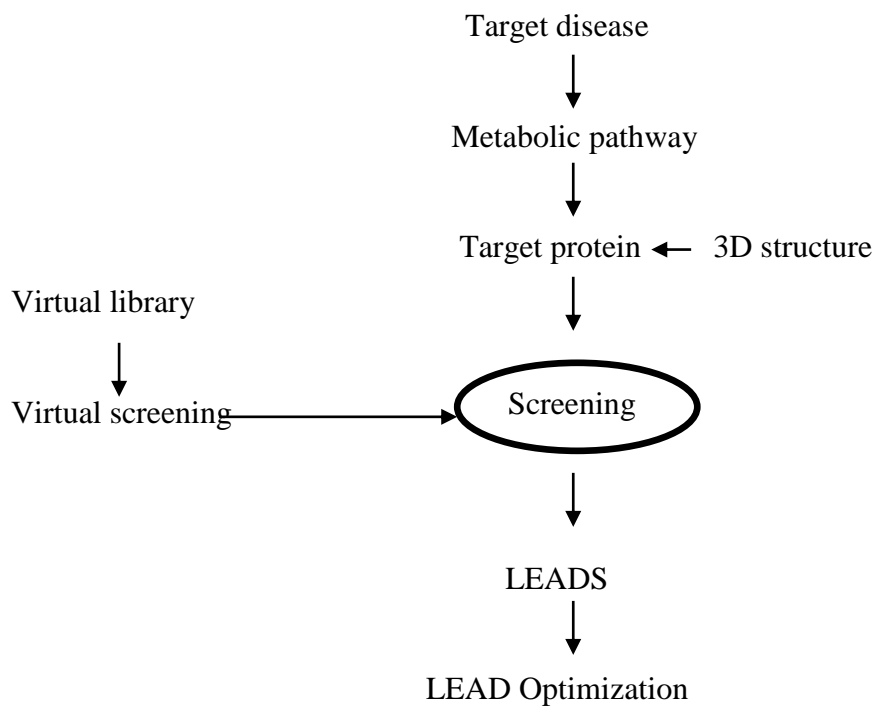 Target disease
Metabolic pathway
Target protein
3D structure
Virtual library
Virtual screening
Screening
LEADS
LEAD Optimization